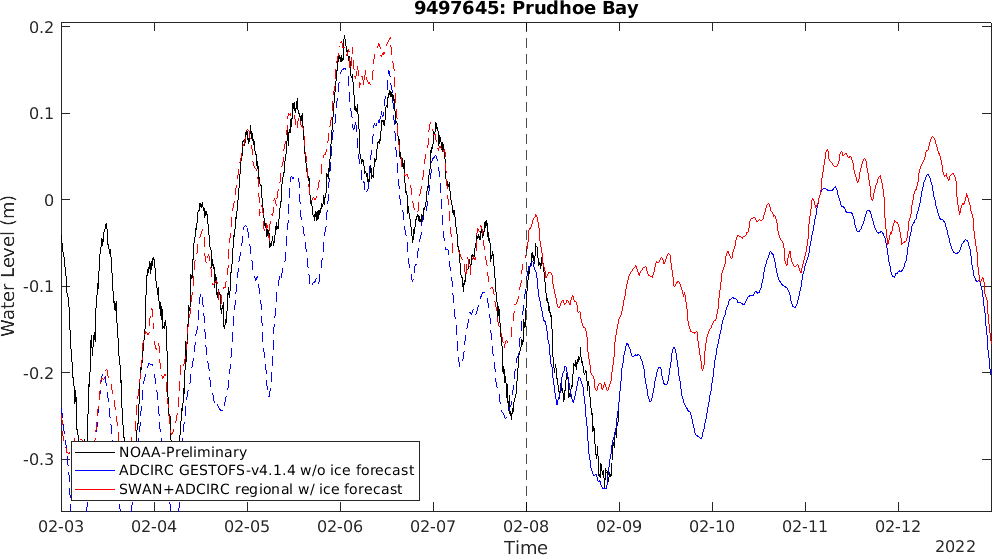 9497645: Prudhoe Bay
Water Level (m)
0.2
0.1
0
-0.1
-0.2
-0.3
NOAA-Preliminary
ADCIRC GESTOFS-v4.1.4 w/o ice forecast
SWAN+ADCIRC regional w/ ice forecast
02-03 02-04 02-05 02-06 02-07 02-08 02-09 02-10 02-11 02-12
Time
2022